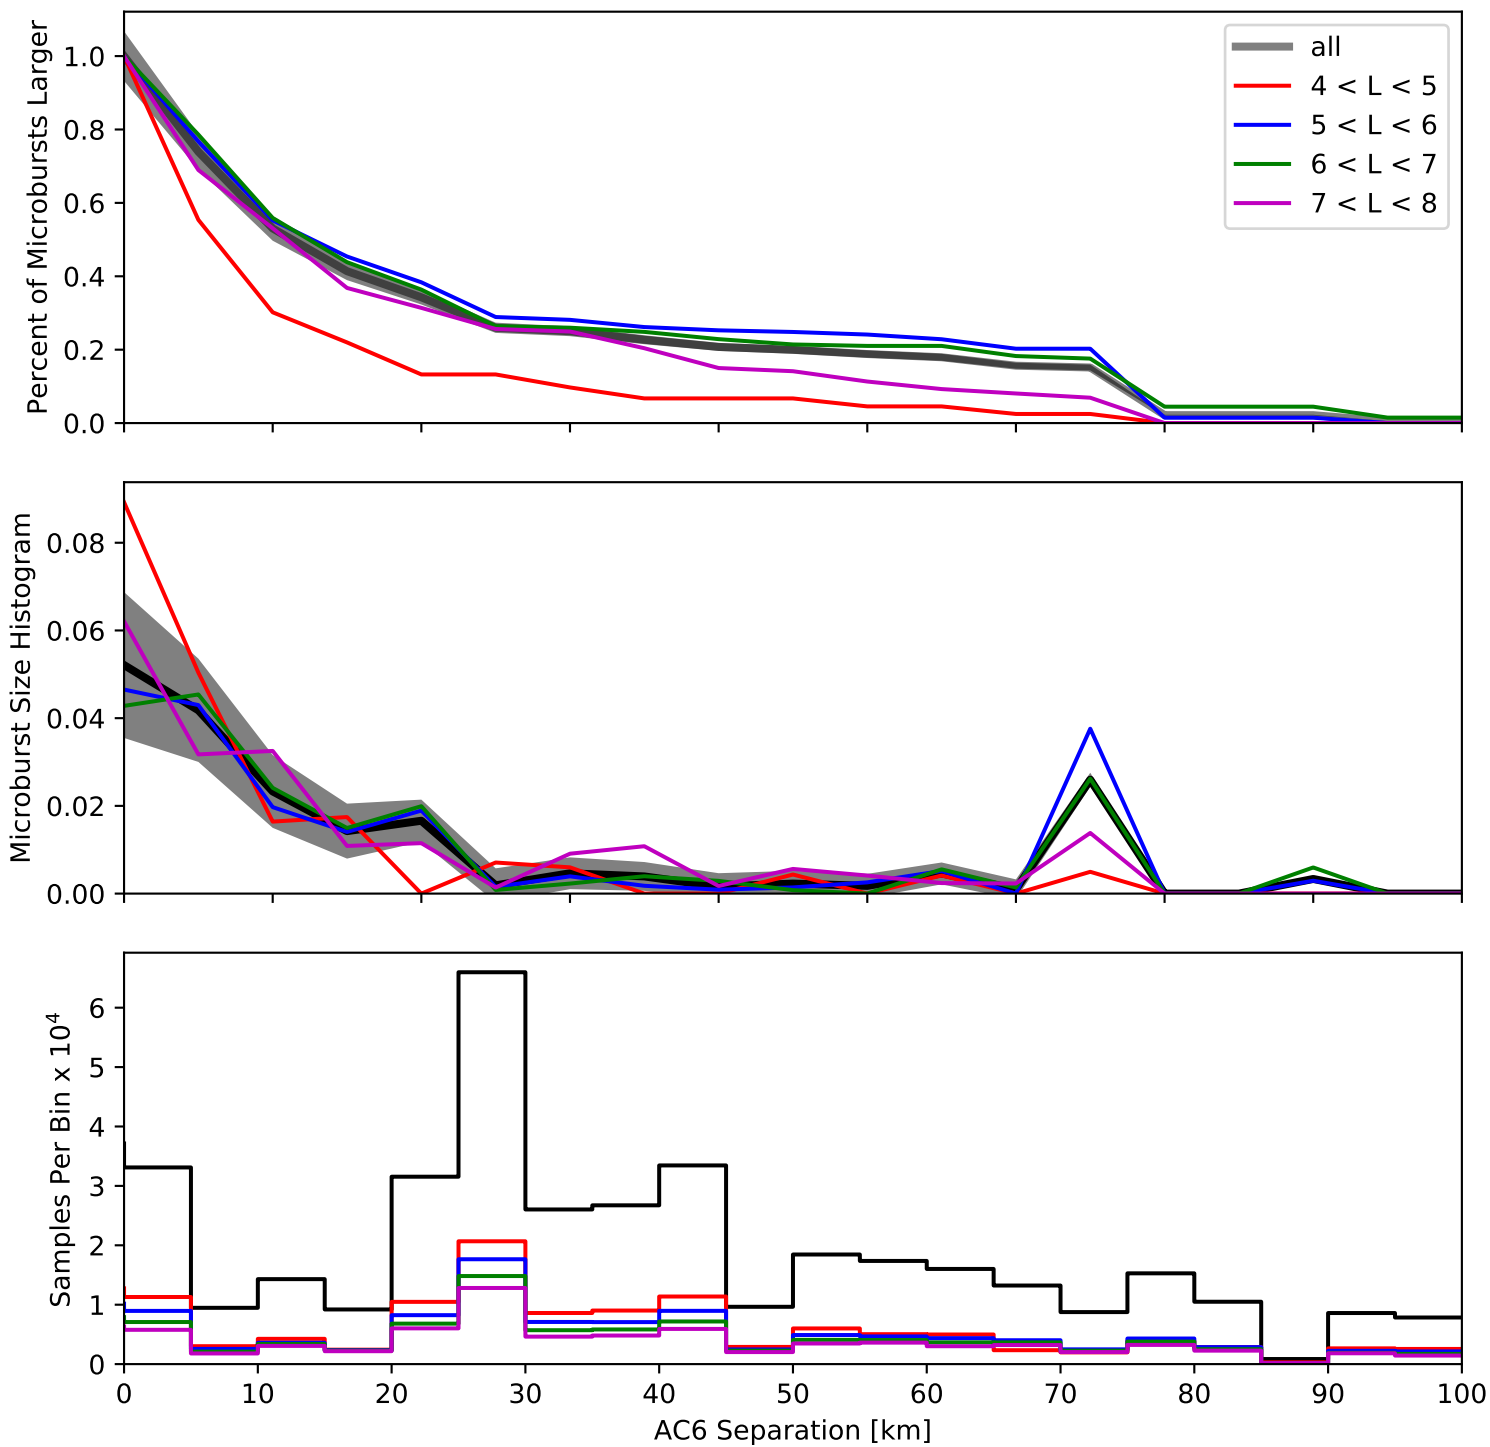 Percent of Microbursts Larger
1.0
0.8
0.6
0.4
0.2
0.0
all
4 < L < 5
5 < L < 6
6 < L < 7
7 < L < 8
Microburst Size Histogram
0.08
0.06
0.04
0.02
0.00
Samples Per Bin x 10⁴
6
5
4
3
2
1
0
0 10 20 30 40 50 60 70 80 90 100
AC6 Separation [km]